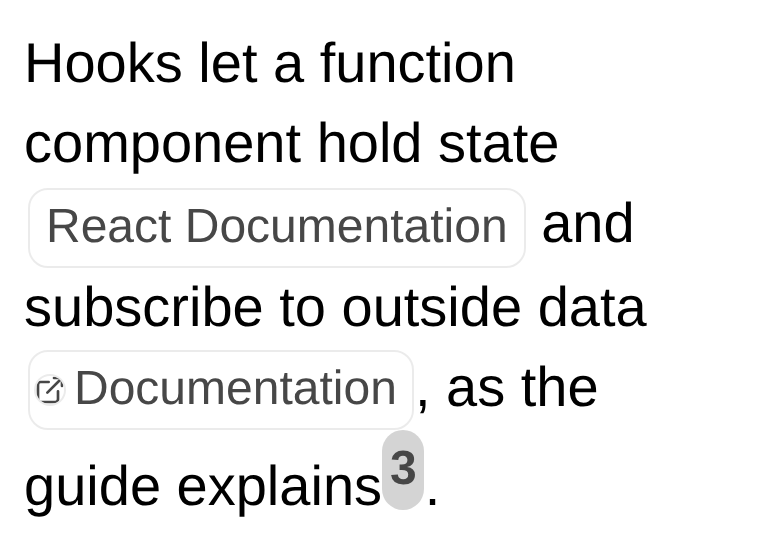 Hooks let a function
component hold state
React Documentation and
subscribe to outside data
Documentation, as the
guide explains3.